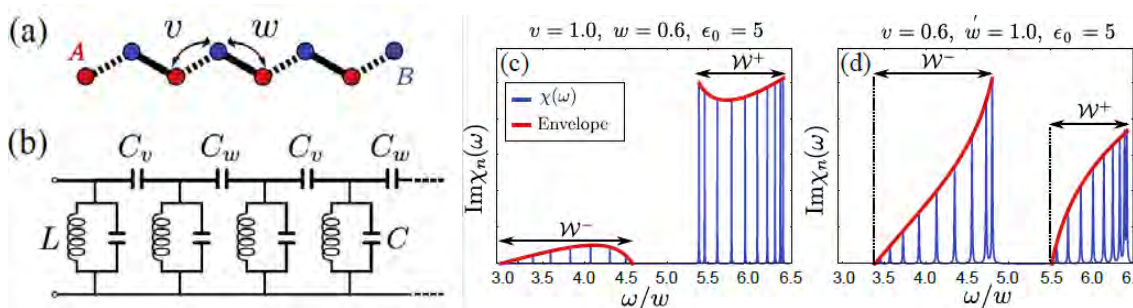 (a)
v
w
A
B
(b)
C_v C_w C_v C_w
L
C
v = 1.0, w = 0.6, ϵ₀ = 5
(c)
𝒲⁻
𝒲⁺
χ(ω)
Envelope
Imχₙ(ω)
3.0 3.5 4.0 4.5 5.0 5.5 6.0 6.5
ω/w
v = 0.6, w' = 1.0, ϵ₀ = 5
(d)
𝒲⁻
𝒲⁺
Imχₙ(ω)
3.0 3.5 4.0 4.5 5.0 5.5 6.0 6.5
ω/w